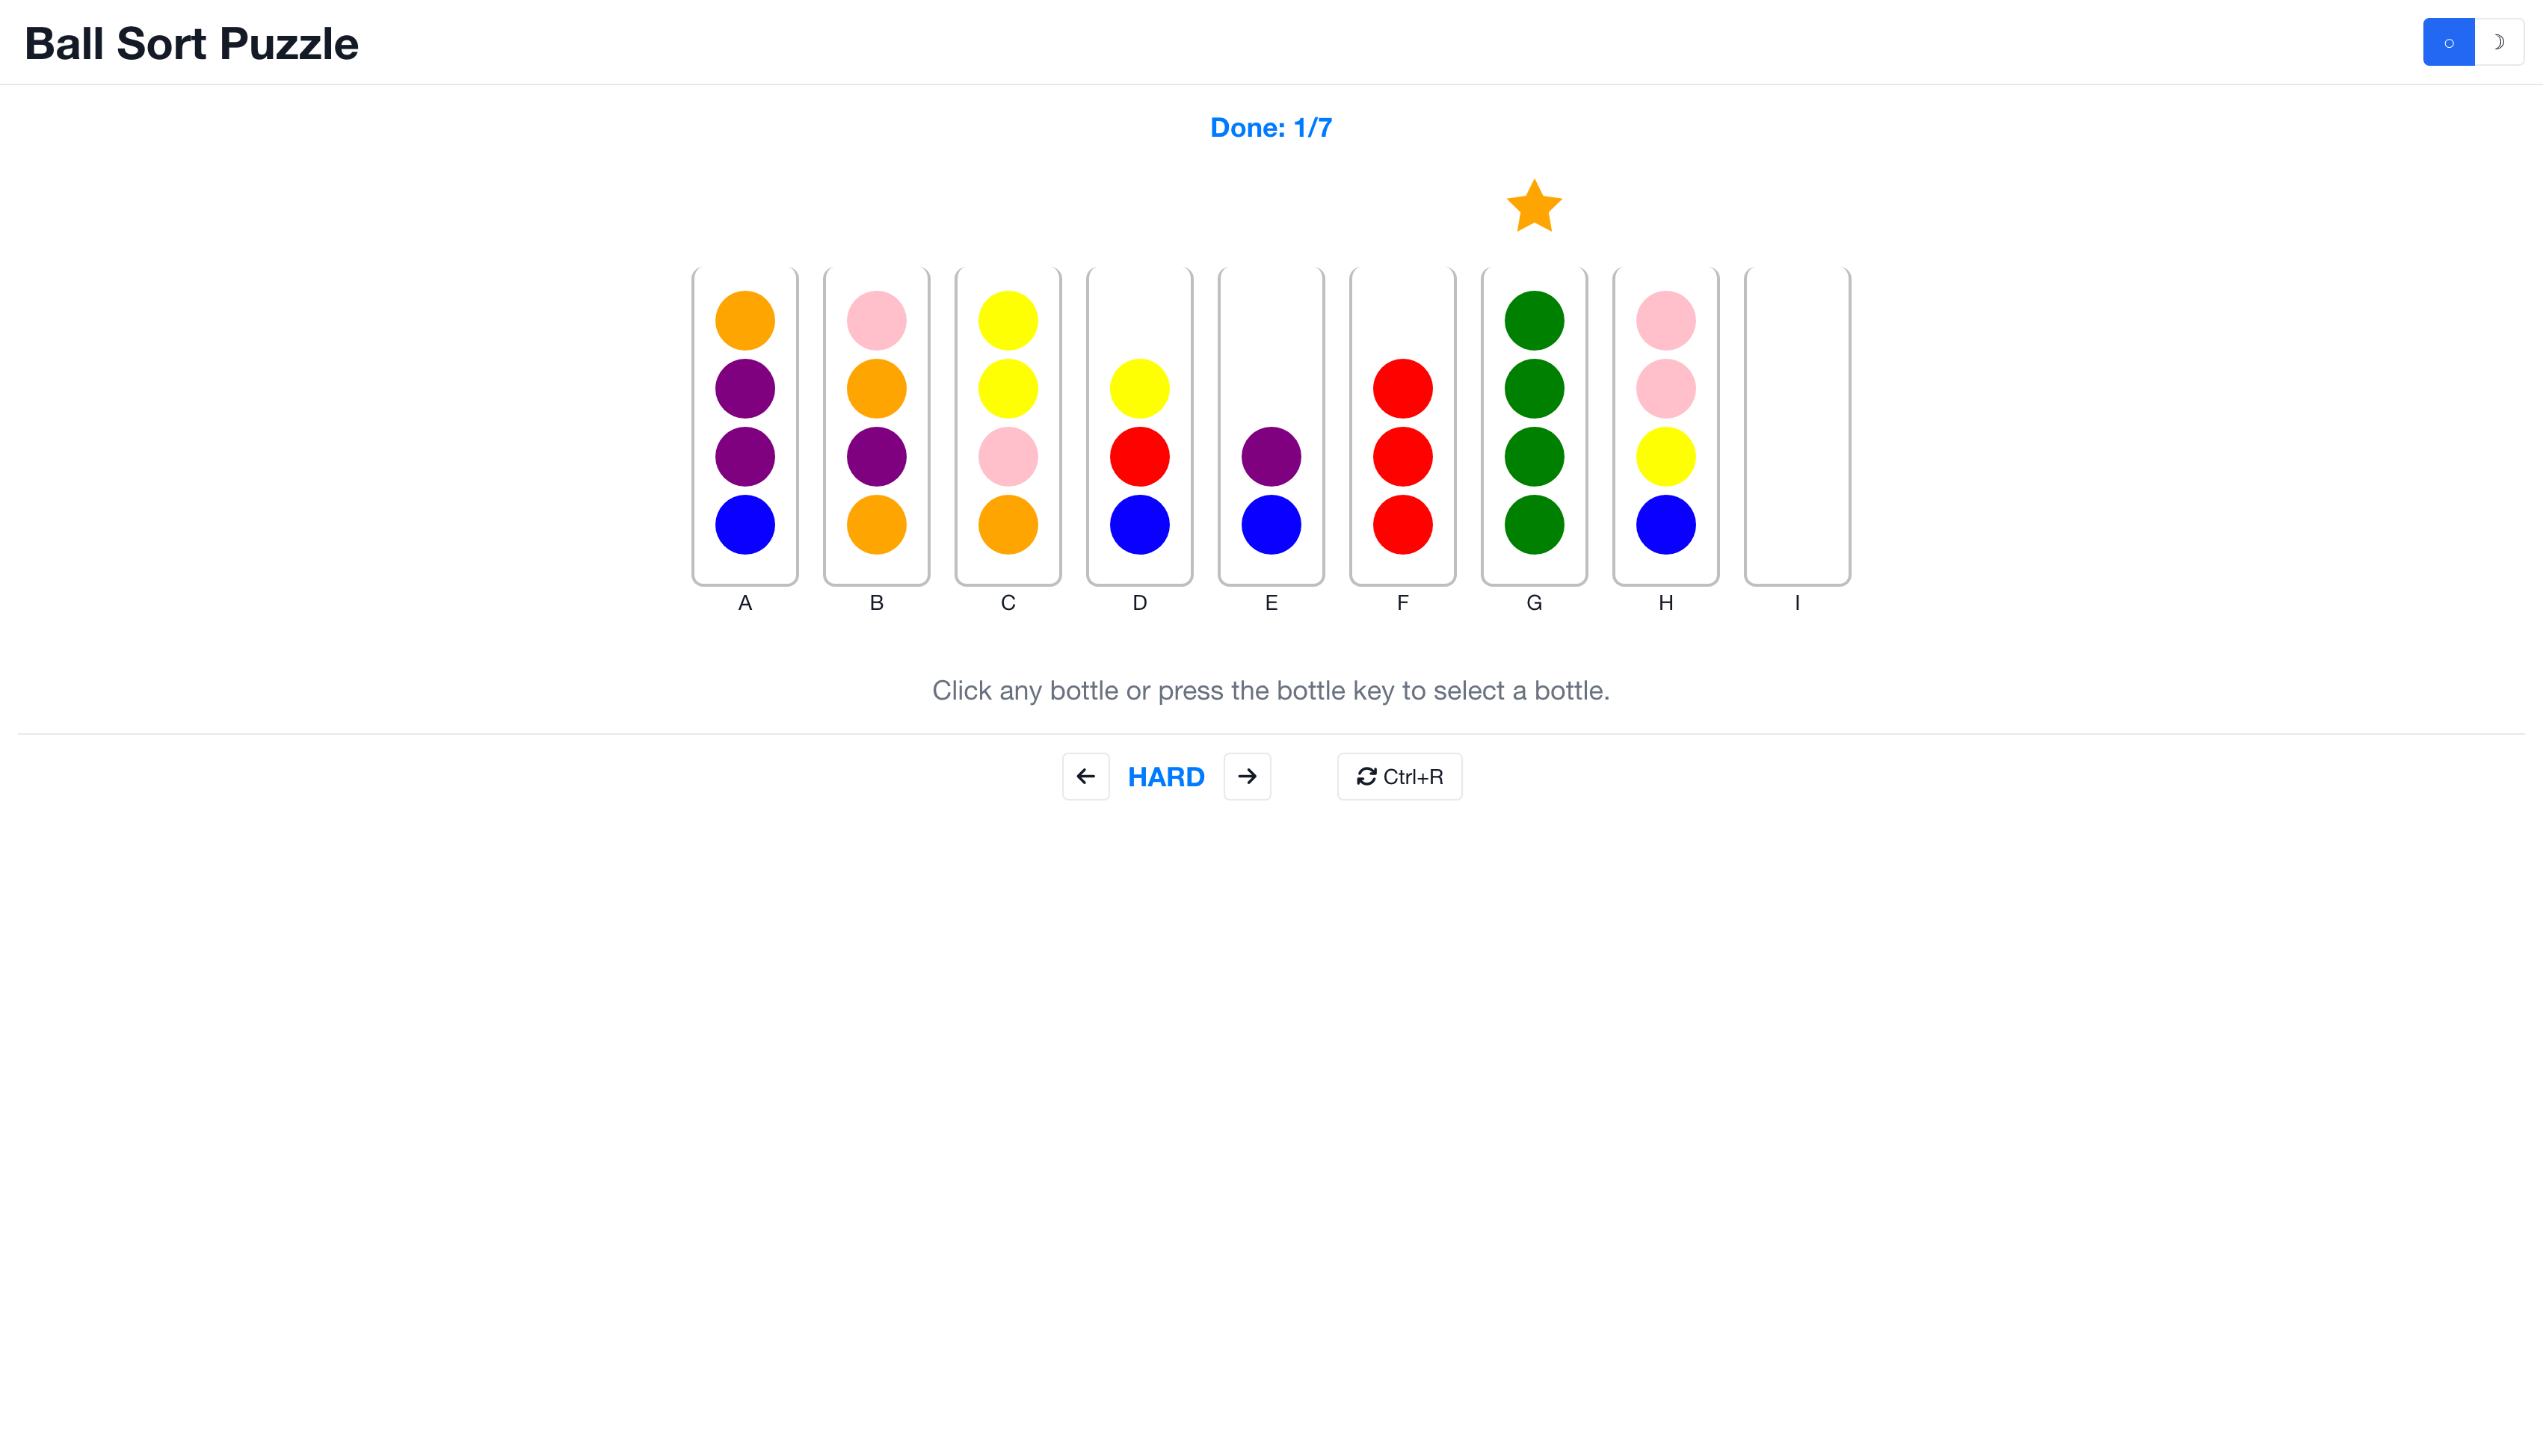 Ball Sort Puzzle
Done: 1/7
A B C D E F G H I
Click any bottle or press the bottle key to select a bottle.
HARD
Ctrl+R